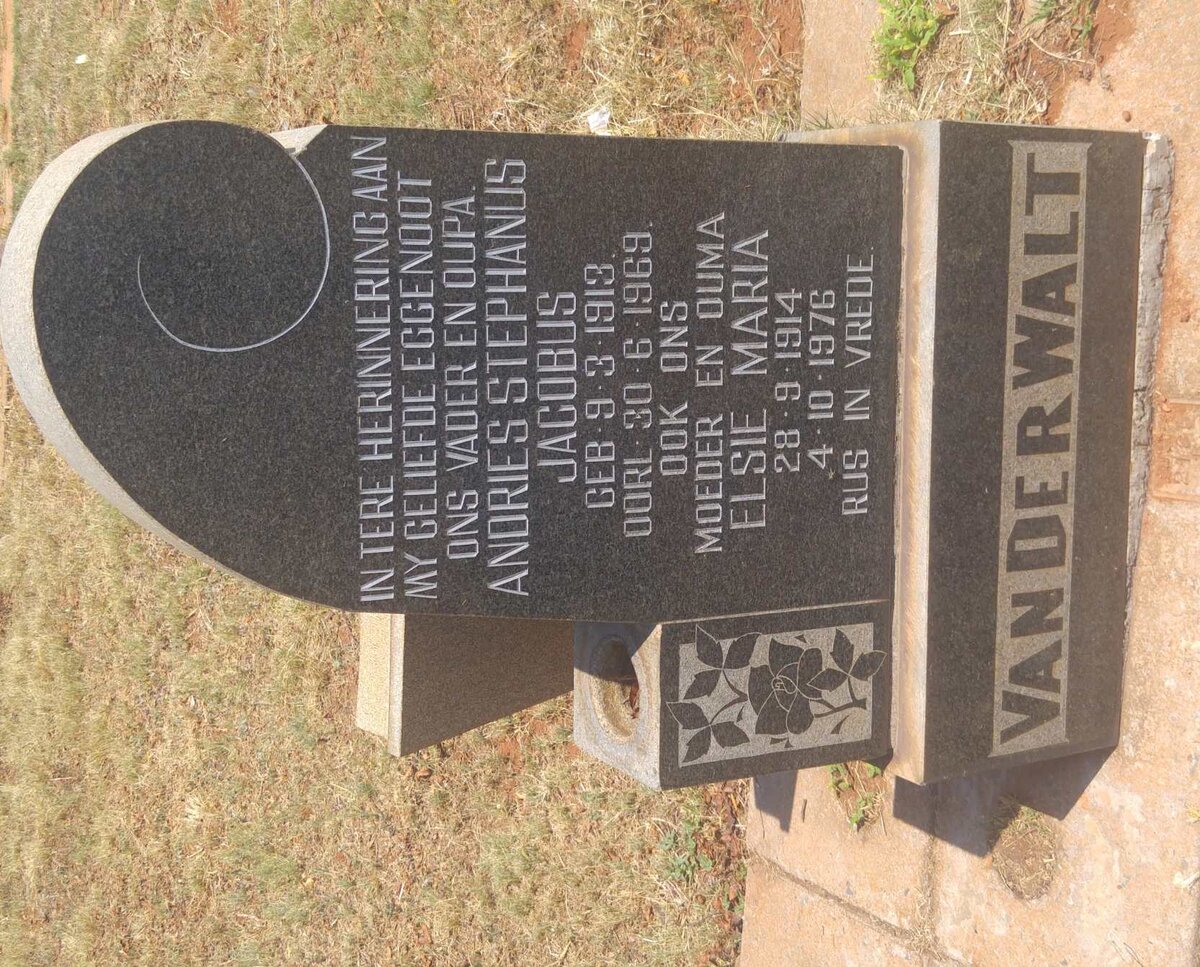 IN TERE HERINNERING AAN
MY GELIEFDE EGGENOOT
ONS VADER EN OUPA.
ANDRIES STEPHANUS
JACOBUS
GEB 9·3·1913
OORL· 30·6·1969.
OOK ONS
MOEDER EN OUMA
ELSIE MARIA
28·9·1914
4·10·1976
RUS IN VREDE
VAN DER WALT